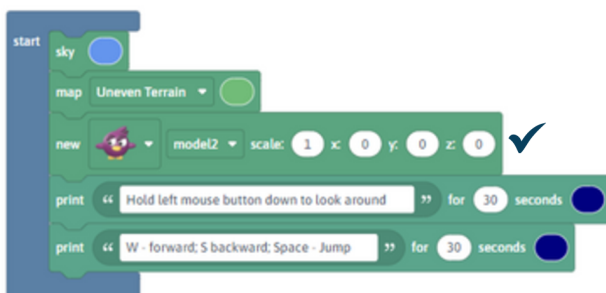 start
sky
map Uneven Terrain
new model2 scale: 1 x: 0 y: 0 z: 0
print “ Hold left mouse button down to look around ” for 30 seconds
print “ W - forward; S backward; Space - Jump ” for 30 seconds